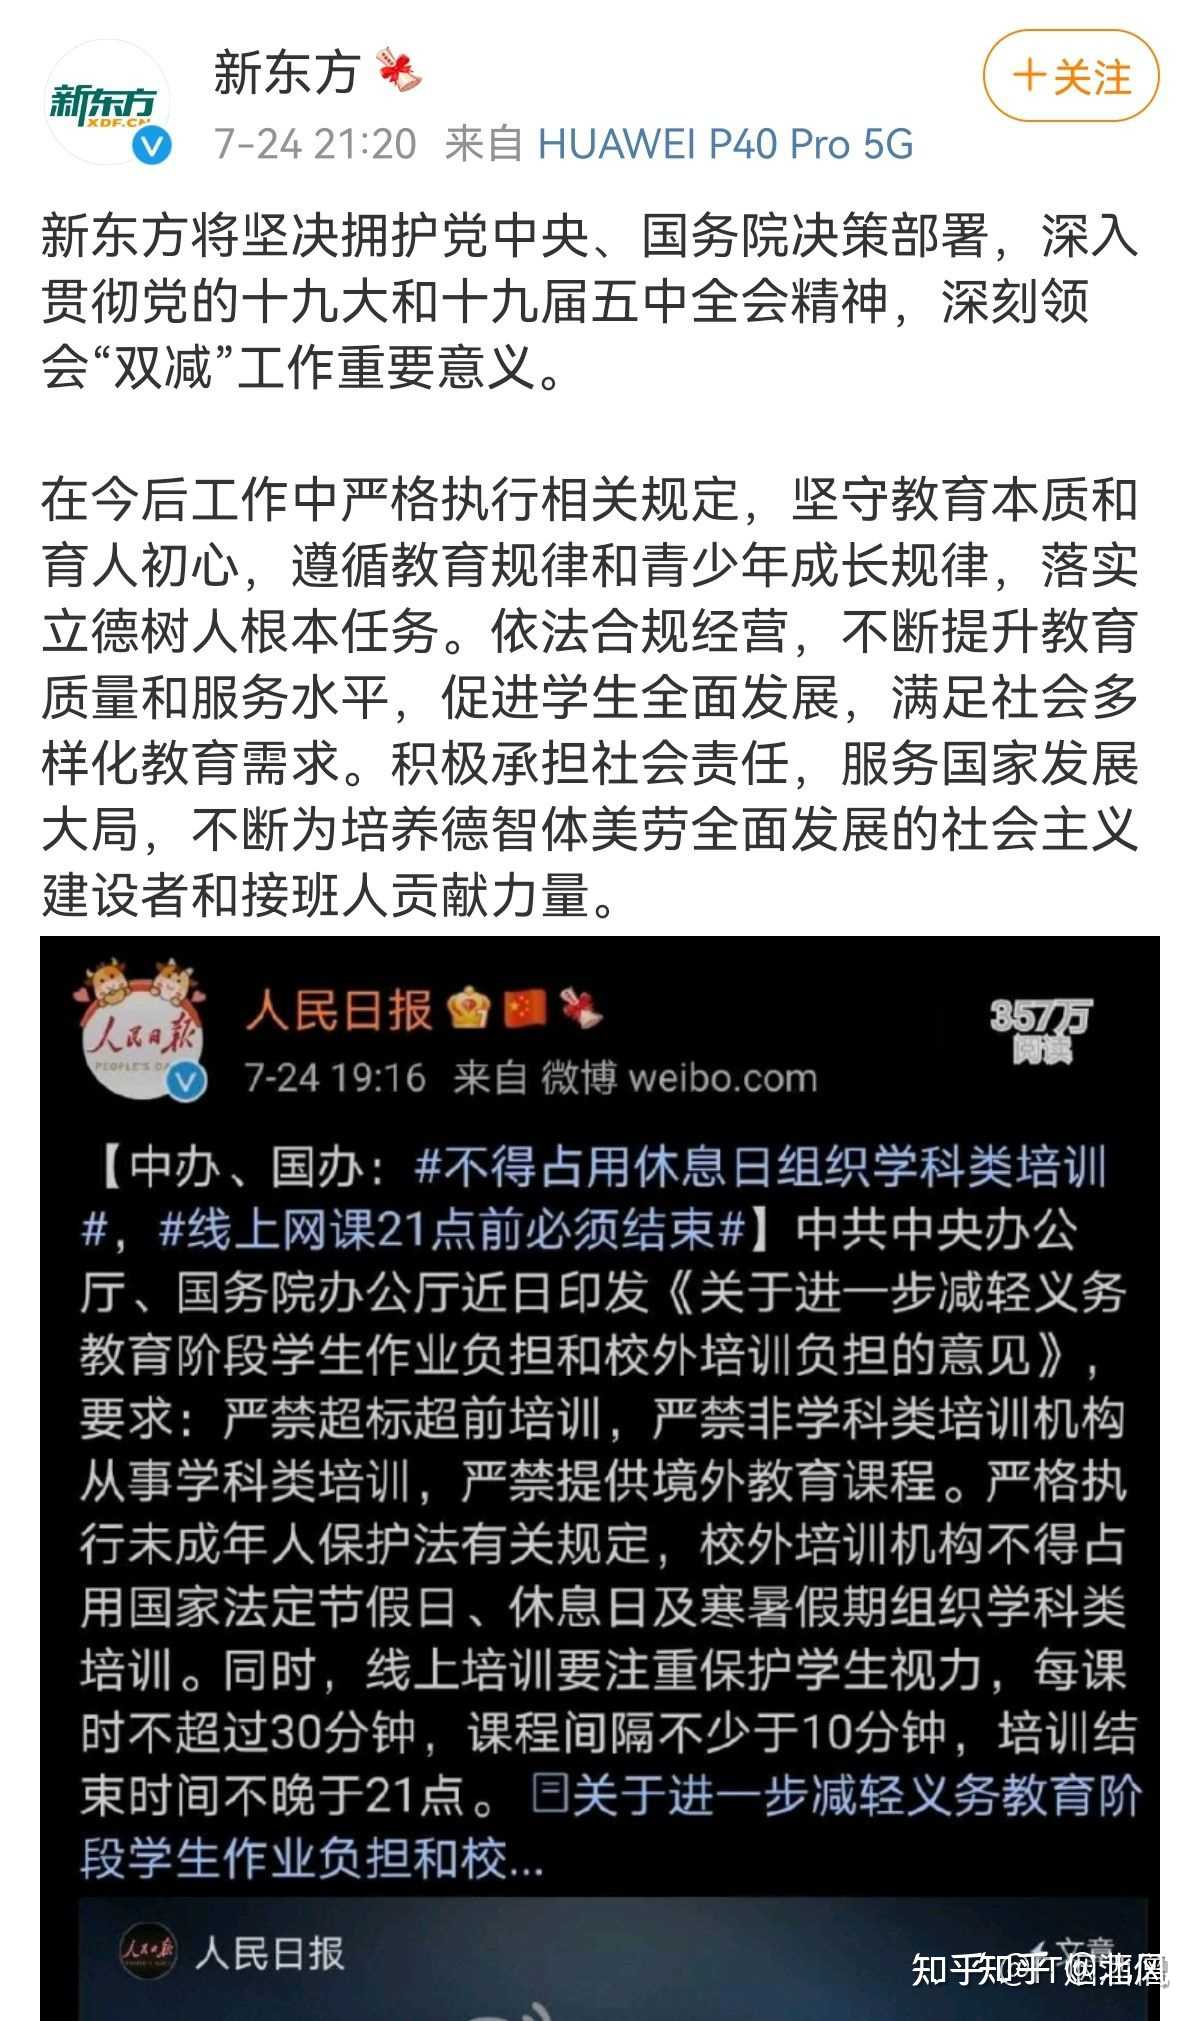 新东方
XDF.CN
新东方
+关注
7-24 21:20 来自 HUAWEI P40 Pro 5G
新东方将坚决拥护党中央、国务院决策部署，深入
贯彻党的十九大和十九届五中全会精神，深刻领
会“双减”工作重要意义。
在今后工作中严格执行相关规定，坚守教育本质和
育人初心，遵循教育规律和青少年成长规律，落实
立德树人根本任务。依法合规经营，不断提升教育
质量和服务水平，促进学生全面发展，满足社会多
样化教育需求。积极承担社会责任，服务国家发展
大局，不断为培养德智体美劳全面发展的社会主义
建设者和接班人贡献力量。
人民日报
PEOPLE'S DA
人民日报
357万
阅读
7-24 19:16 来自 微博 weibo.com
【中办、国办：#不得占用休息日组织学科类培训
#，#线上网课21点前必须结束#】中共中央办公
厅、国务院办公厅近日印发《关于进一步减轻义务
教育阶段学生作业负担和校外培训负担的意见》，
要求：严禁超标超前培训，严禁非学科类培训机构
从事学科类培训，严禁提供境外教育课程。严格执
行未成年人保护法有关规定，校外培训机构不得占
用国家法定节假日、休息日及寒暑假期组织学科类
培训。同时，线上培训要注重保护学生视力，每课
时不超过30分钟，课程间隔不少于10分钟，培训结
束时间不晚于21点。关于进一步减轻义务教育阶
段学生作业负担和校...
人民日报
人民日报
文章
知乎